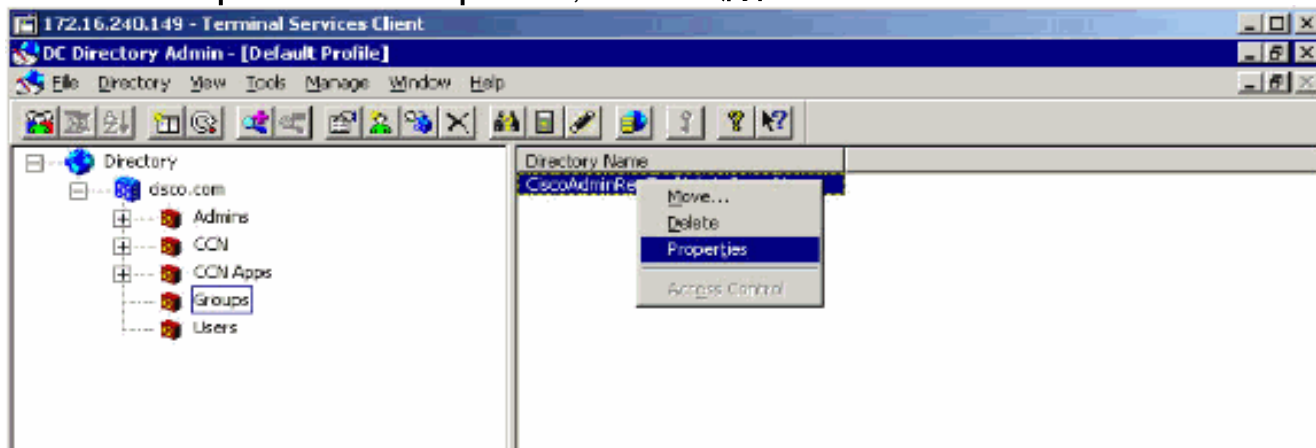 172.16.240.149 - Terminal Services Client
DC Directory Admin - [Default Profile]
File Directory View Tools Manage Window Help
Directory
cisco.com
Admins
CCN
CCN Apps
Groups
Users
Directory Name
Move...
Delete
Properties
Access Control